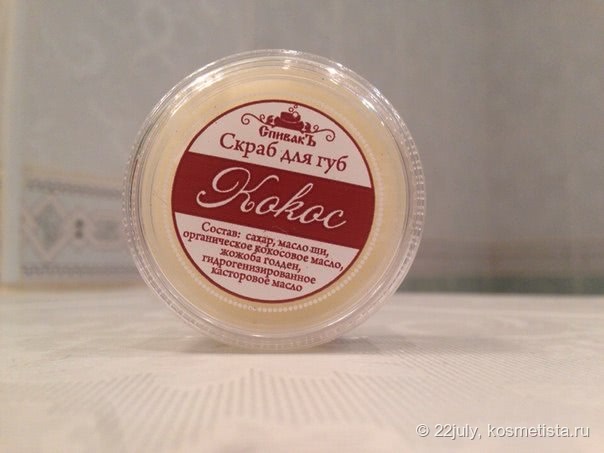 СпивакЪ
Скраб для губ
Кокос
Состав: сахар, масло ши,
органическое кокосовое масло,
жожоба голден,
гидрогенизированное
касторовое масло
© 22july, kosmetista.ru